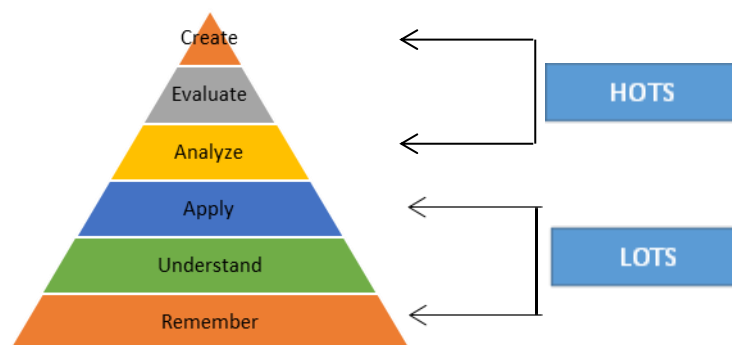 Create
Evaluate
Analyze
Apply
Understand
Remember
HOTS
LOTS